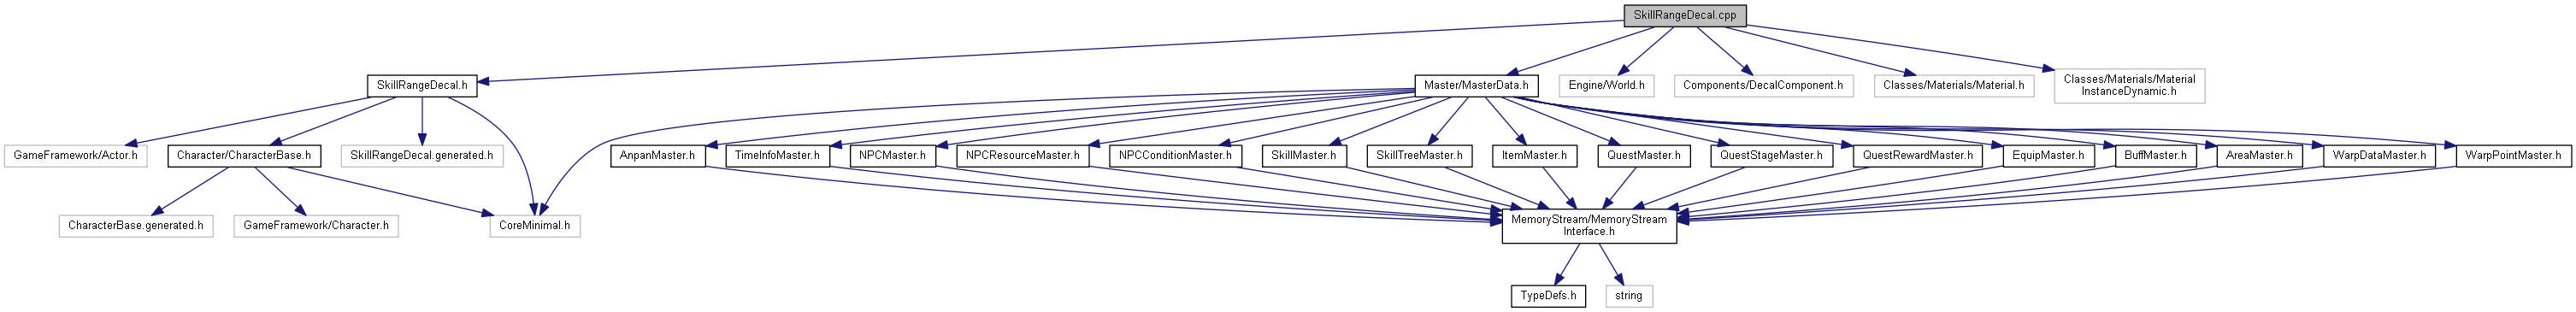 SkillRangeDecal.cpp
SkillRangeDecal.h
Master/MasterData.h
Engine/World.h
Components/DecalComponent.h
Classes/Materials/Material.h
Classes/Materials/Material
InstanceDynamic.h
GameFramework/Actor.h
Character/CharacterBase.h
SkillRangeDecal.generated.h
AnpanMaster.h
TimeInfoMaster.h
NPCMaster.h
NPCResourceMaster.h
NPCConditionMaster.h
SkillMaster.h
SkillTreeMaster.h
ItemMaster.h
QuestMaster.h
QuestStageMaster.h
QuestRewardMaster.h
EquipMaster.h
BuffMaster.h
AreaMaster.h
WarpDataMaster.h
WarpPointMaster.h
CharacterBase.generated.h
GameFramework/Character.h
CoreMinimal.h
MemoryStream/MemoryStream
Interface.h
TypeDefs.h
string